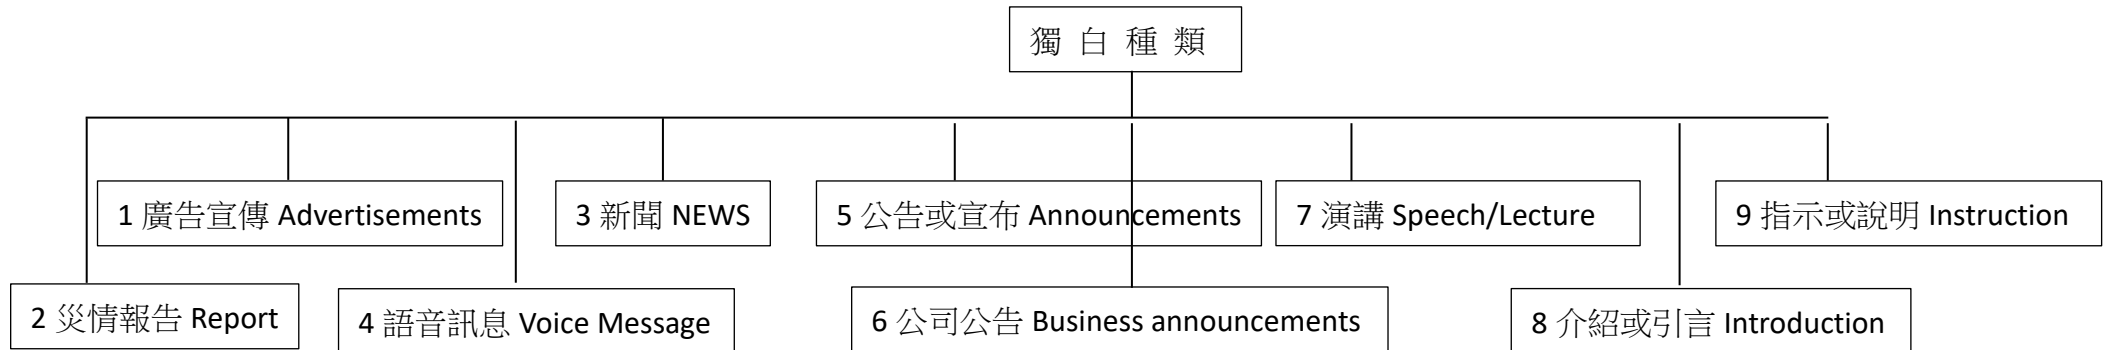 獨白種類
1 廣告宣傳 Advertisements
3 新聞 NEWS
5 公告或宣布 Announcements
7 演講 Speech/Lecture
9 指示或說明 Instruction
2 災情報告 Report
4 語音訊息 Voice Message
6 公司公告 Business announcements
8 介紹或引言 Introduction